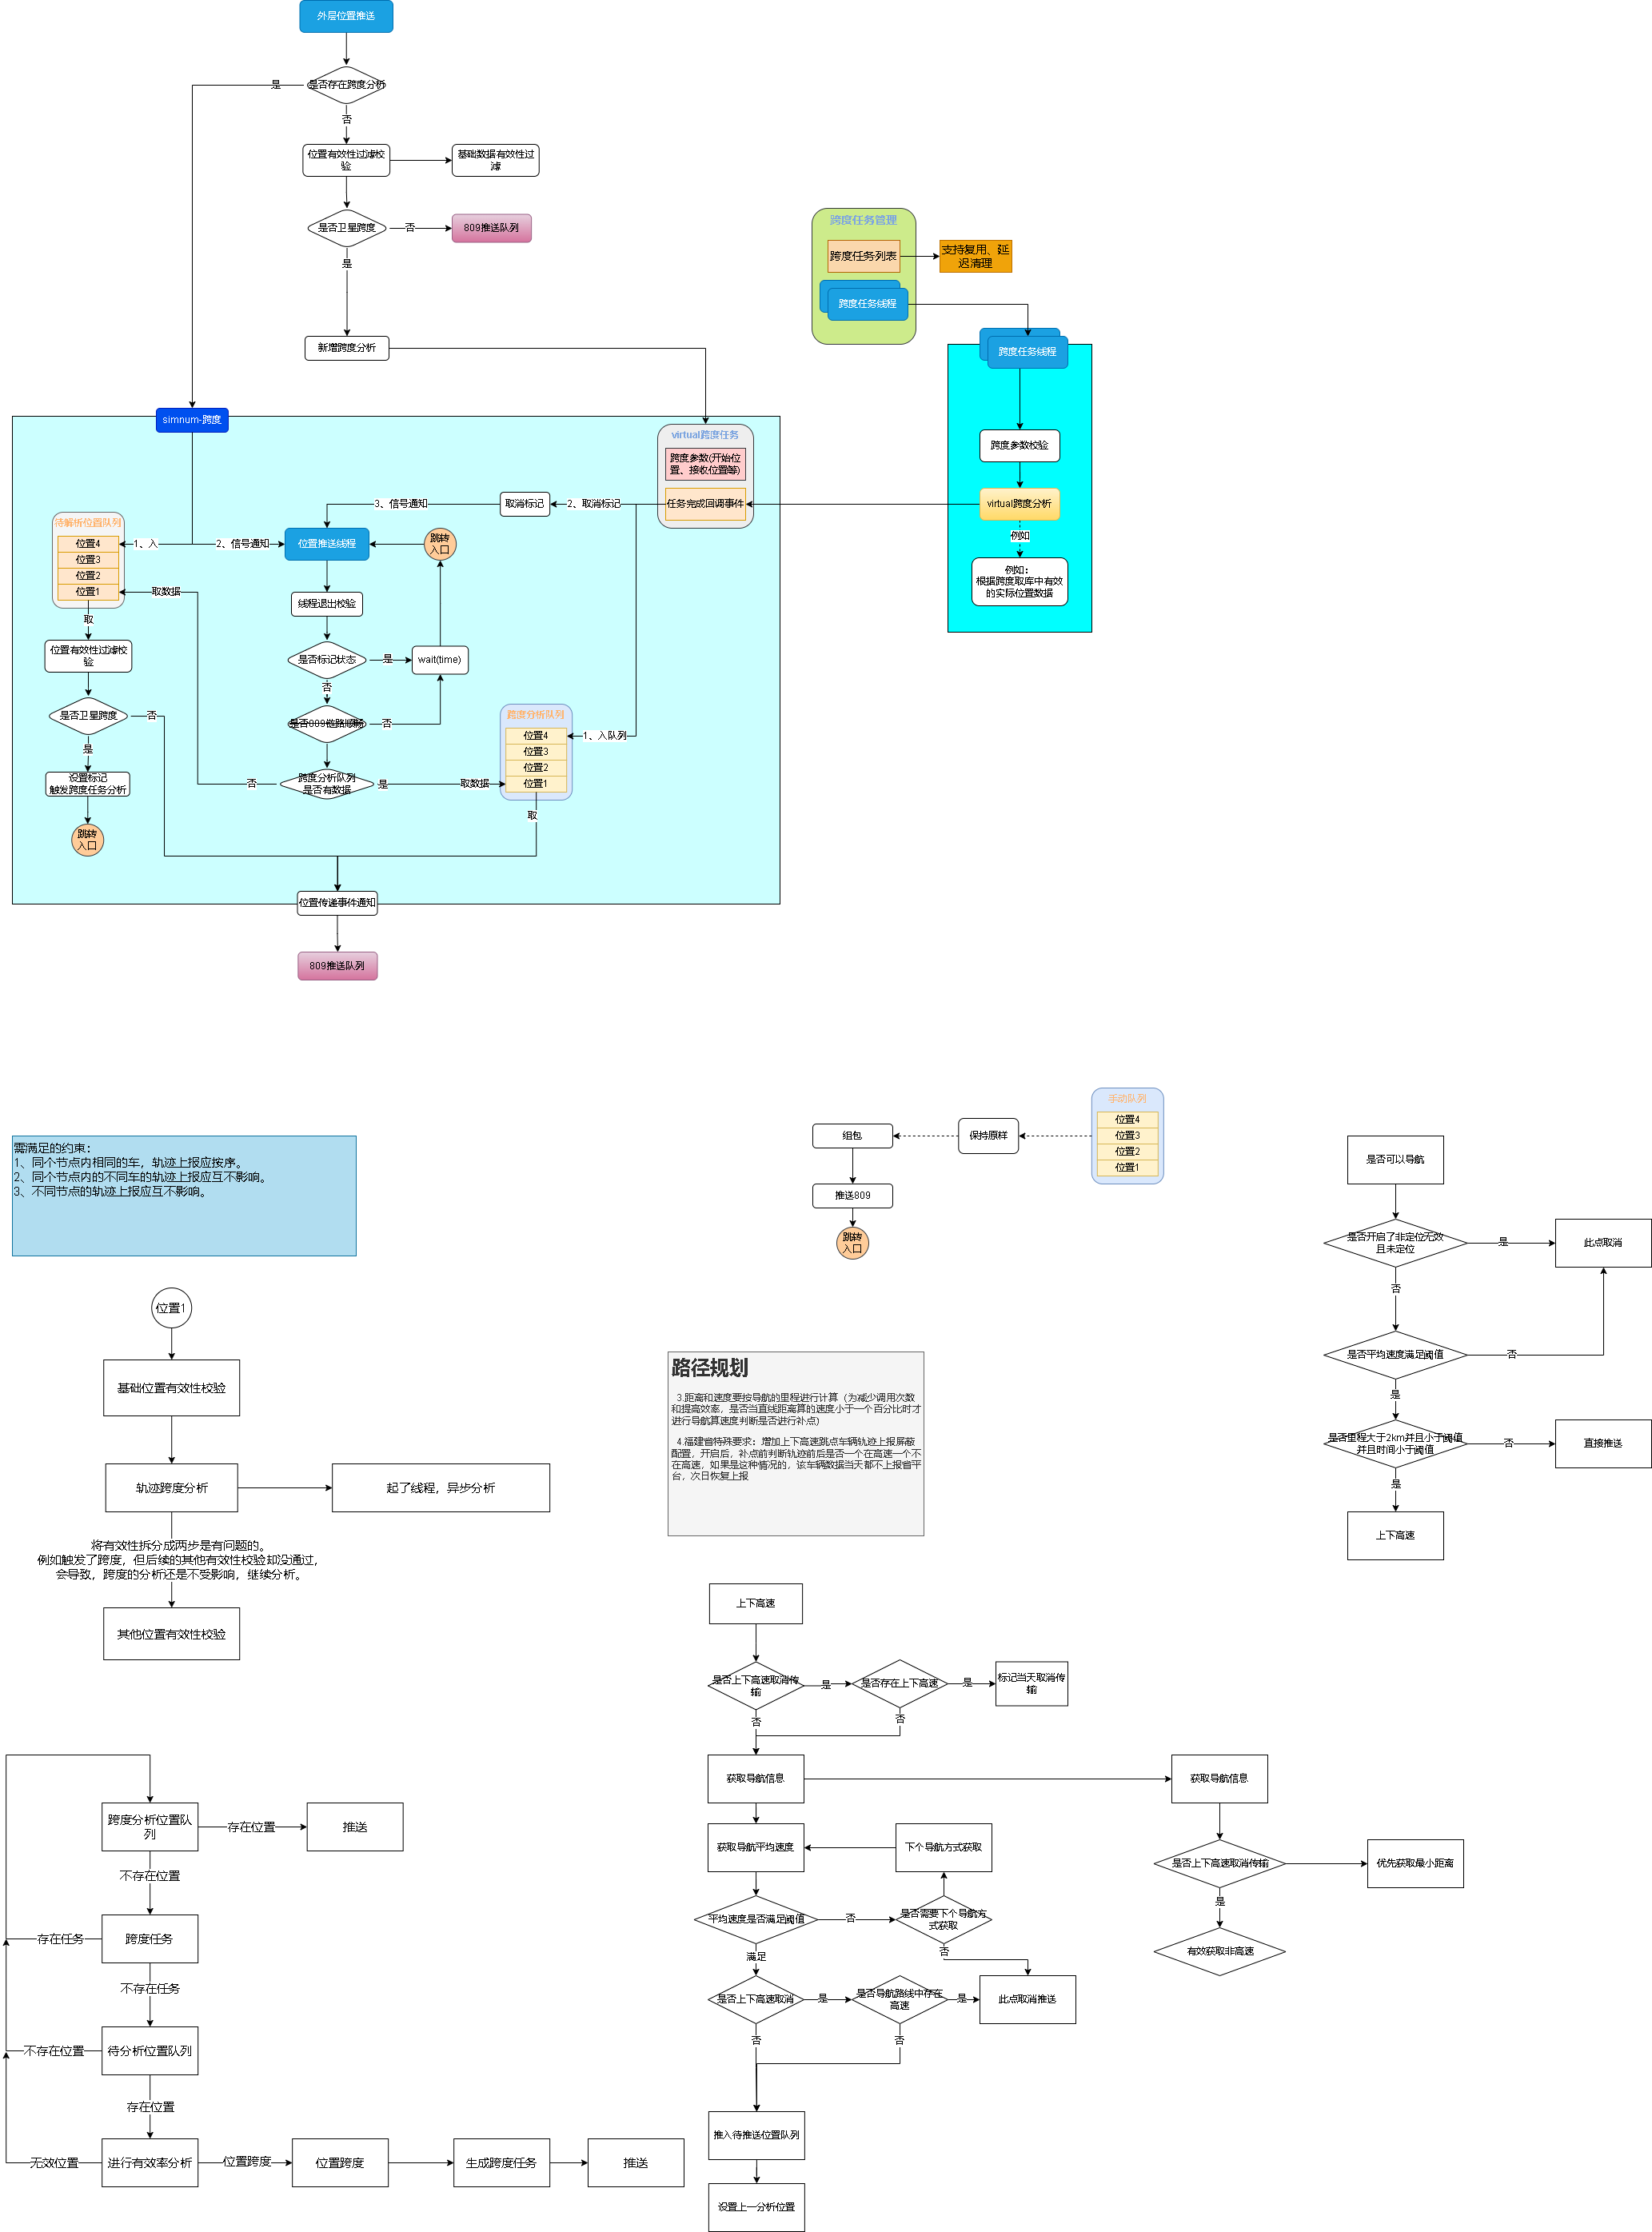 外层位置推送
是否存在跨度分析
是
否
位置有效性过滤校
验
基础数据有效性过
滤
是否卫星跨度
否
809推送队列
是
新增跨度分析
跨度任务管理
跨度任务列表
支持复用、延
迟清理
跨度任务线程
跨度任务线程
跨度参数校验
virtual跨度分析
例如
例如：
根据跨度取库中有效
的实际位置数据
simnum-跨度
virtual跨度任务
跨度参数(开始位
置、接收位置等)
任务完成回调事件
2、取消标记
取消标记
3、信号通知
待解析位置队列
位置4
位置3
位置2
位置1
1、入
2、信号通知
位置推送线程
跳转
入口
取数据
线程退出校验
取
位置有效性过滤校
验
是否标记状态
是
wait(time)
否
是否卫星跨度
否
是否809链路顺畅
否
跨度分析队列
位置4
位置3
位置2
位置1
1、入队列
是
设置标记
触发跨度任务分析
跨度分析队列
是否有数据
否
是
取数据
取
跳转
入口
位置传递事件通知
809推送队列
手动队列
位置4
位置3
位置2
位置1
保持原样
组包
推送809
跳转
入口
需满足的约束：
1、同个节点内相同的车，轨迹上报应按序。
2、同个节点内的不同车的轨迹上报应互不影响。
3、不同节点的轨迹上报应互不影响。
是否可以导航
是否开启了非定位无效
且未定位
是
此点取消
否
是否平均速度满足阈值
否
是
是否里程大于2km并且小于阈值
并且时间小于阈值
否
直接推送
是
上下高速
位置1
基础位置有效性校验
轨迹跨度分析
起了线程，异步分析
将有效性拆分成两步是有问题的。
例如触发了跨度，但后续的其他有效性校验却没通过，
会导致，跨度的分析还是不受影响，继续分析。
其他位置有效性校验
路径规划
3.距离和速度要按导航的里程进行计算（为减少调用次数
和提高效率，是否当直线距离算的速度小于一个百分比时才
进行导航算速度判断是否进行补点)
4.福建省特殊要求：增加上下高速跳点车辆轨迹上报屏蔽
配置，开启后，补点前判断轨迹前后是否一个在高速一个不
在高速，如果是这种情况的，该车辆数据当天都不上报省平
台，次日恢复上报
上下高速
是否上下高速取消传
输
是
是否存在上下高速
是
标记当天取消传
输
否
否
获取导航信息
获取导航信息
获取导航平均速度
下个导航方式获取
是否上下高速取消传输
优先获取最小距离
平均速度是否满足阈值
否
是否需要下个导航方
式获取
是
有效获取非高速
满足
否
是否上下高速取消
是
是否导航路线中存在
高速
是
此点取消推送
否
否
推入待推送位置队列
设置上一分析位置
跨度分析位置队
列
存在位置
推送
不存在位置
跨度任务
存在任务
不存在任务
待分析位置队列
不存在位置
存在位置
进行有效率分析
无效位置
位置跨度
位置跨度
生成跨度任务
推送